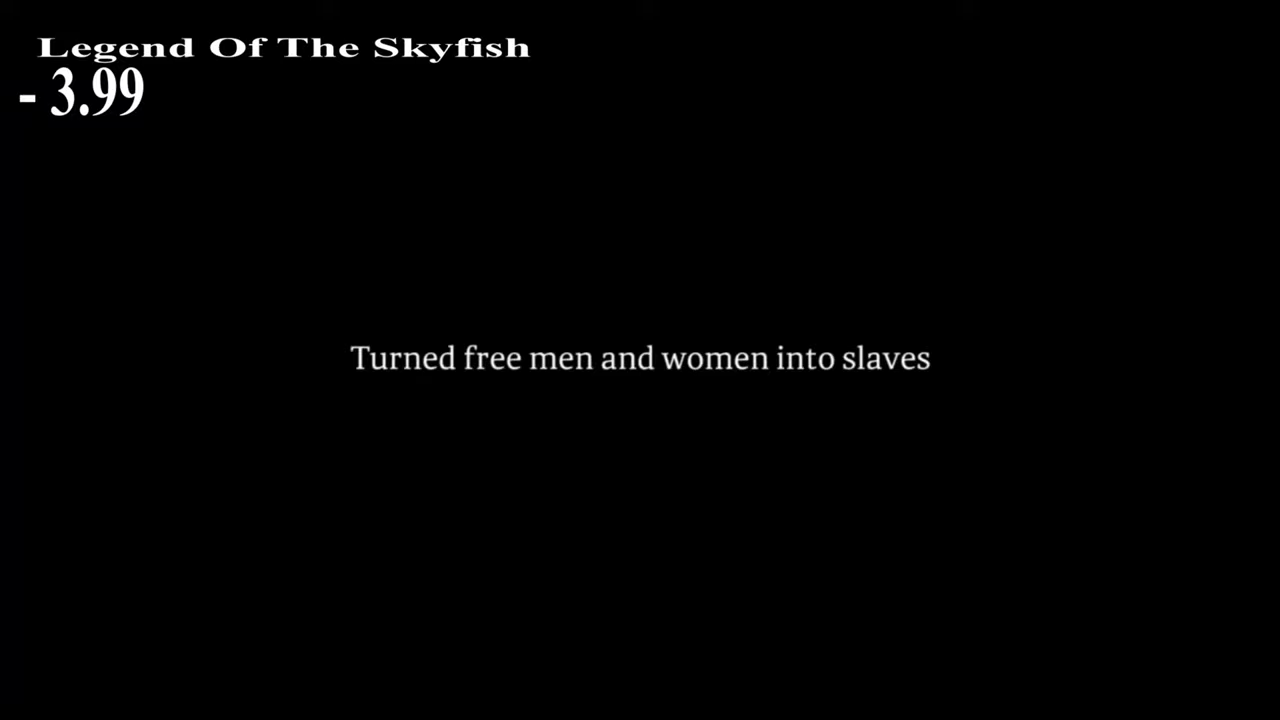 Legend Of The Skyfish
- 3.99
Turned free men and women into slaves